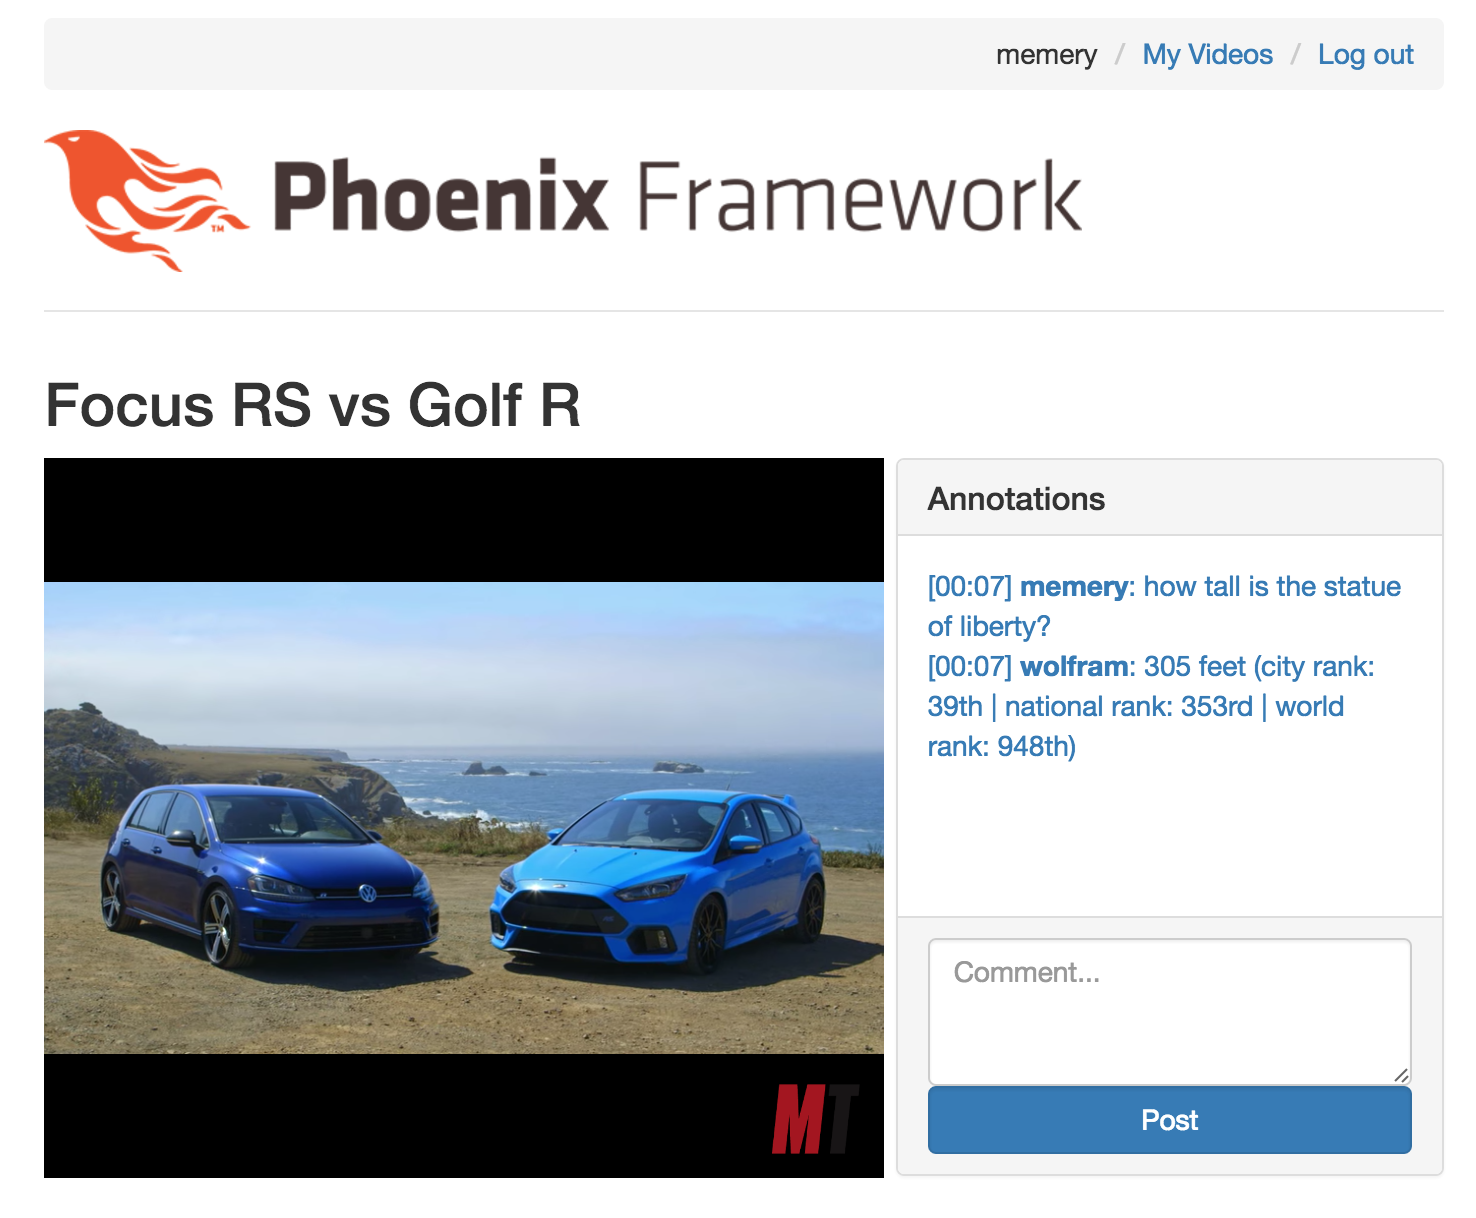 memery / My Videos / Log out
Phoenix Framework
TM
Focus RS vs Golf R
Annotations
[00:07] memery: how tall is the statue
of liberty?
[00:07] wolfram: 305 feet (city rank:
39th | national rank: 353rd | world
rank: 948th)
Comment...
Post
MT